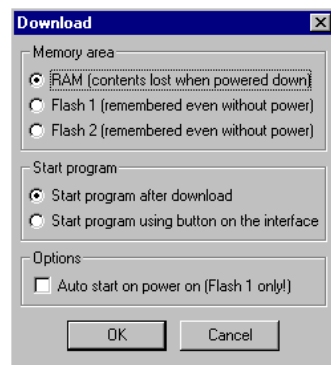 Download
Memory area
RAM (contents lost when powered down)
Flash 1 (remembered even without power)
Flash 2 (remembered even without power)
Start program
Start program after download
Start program using button on the interface
Options
Auto start on power on (Flash 1 only!)
OK
Cancel